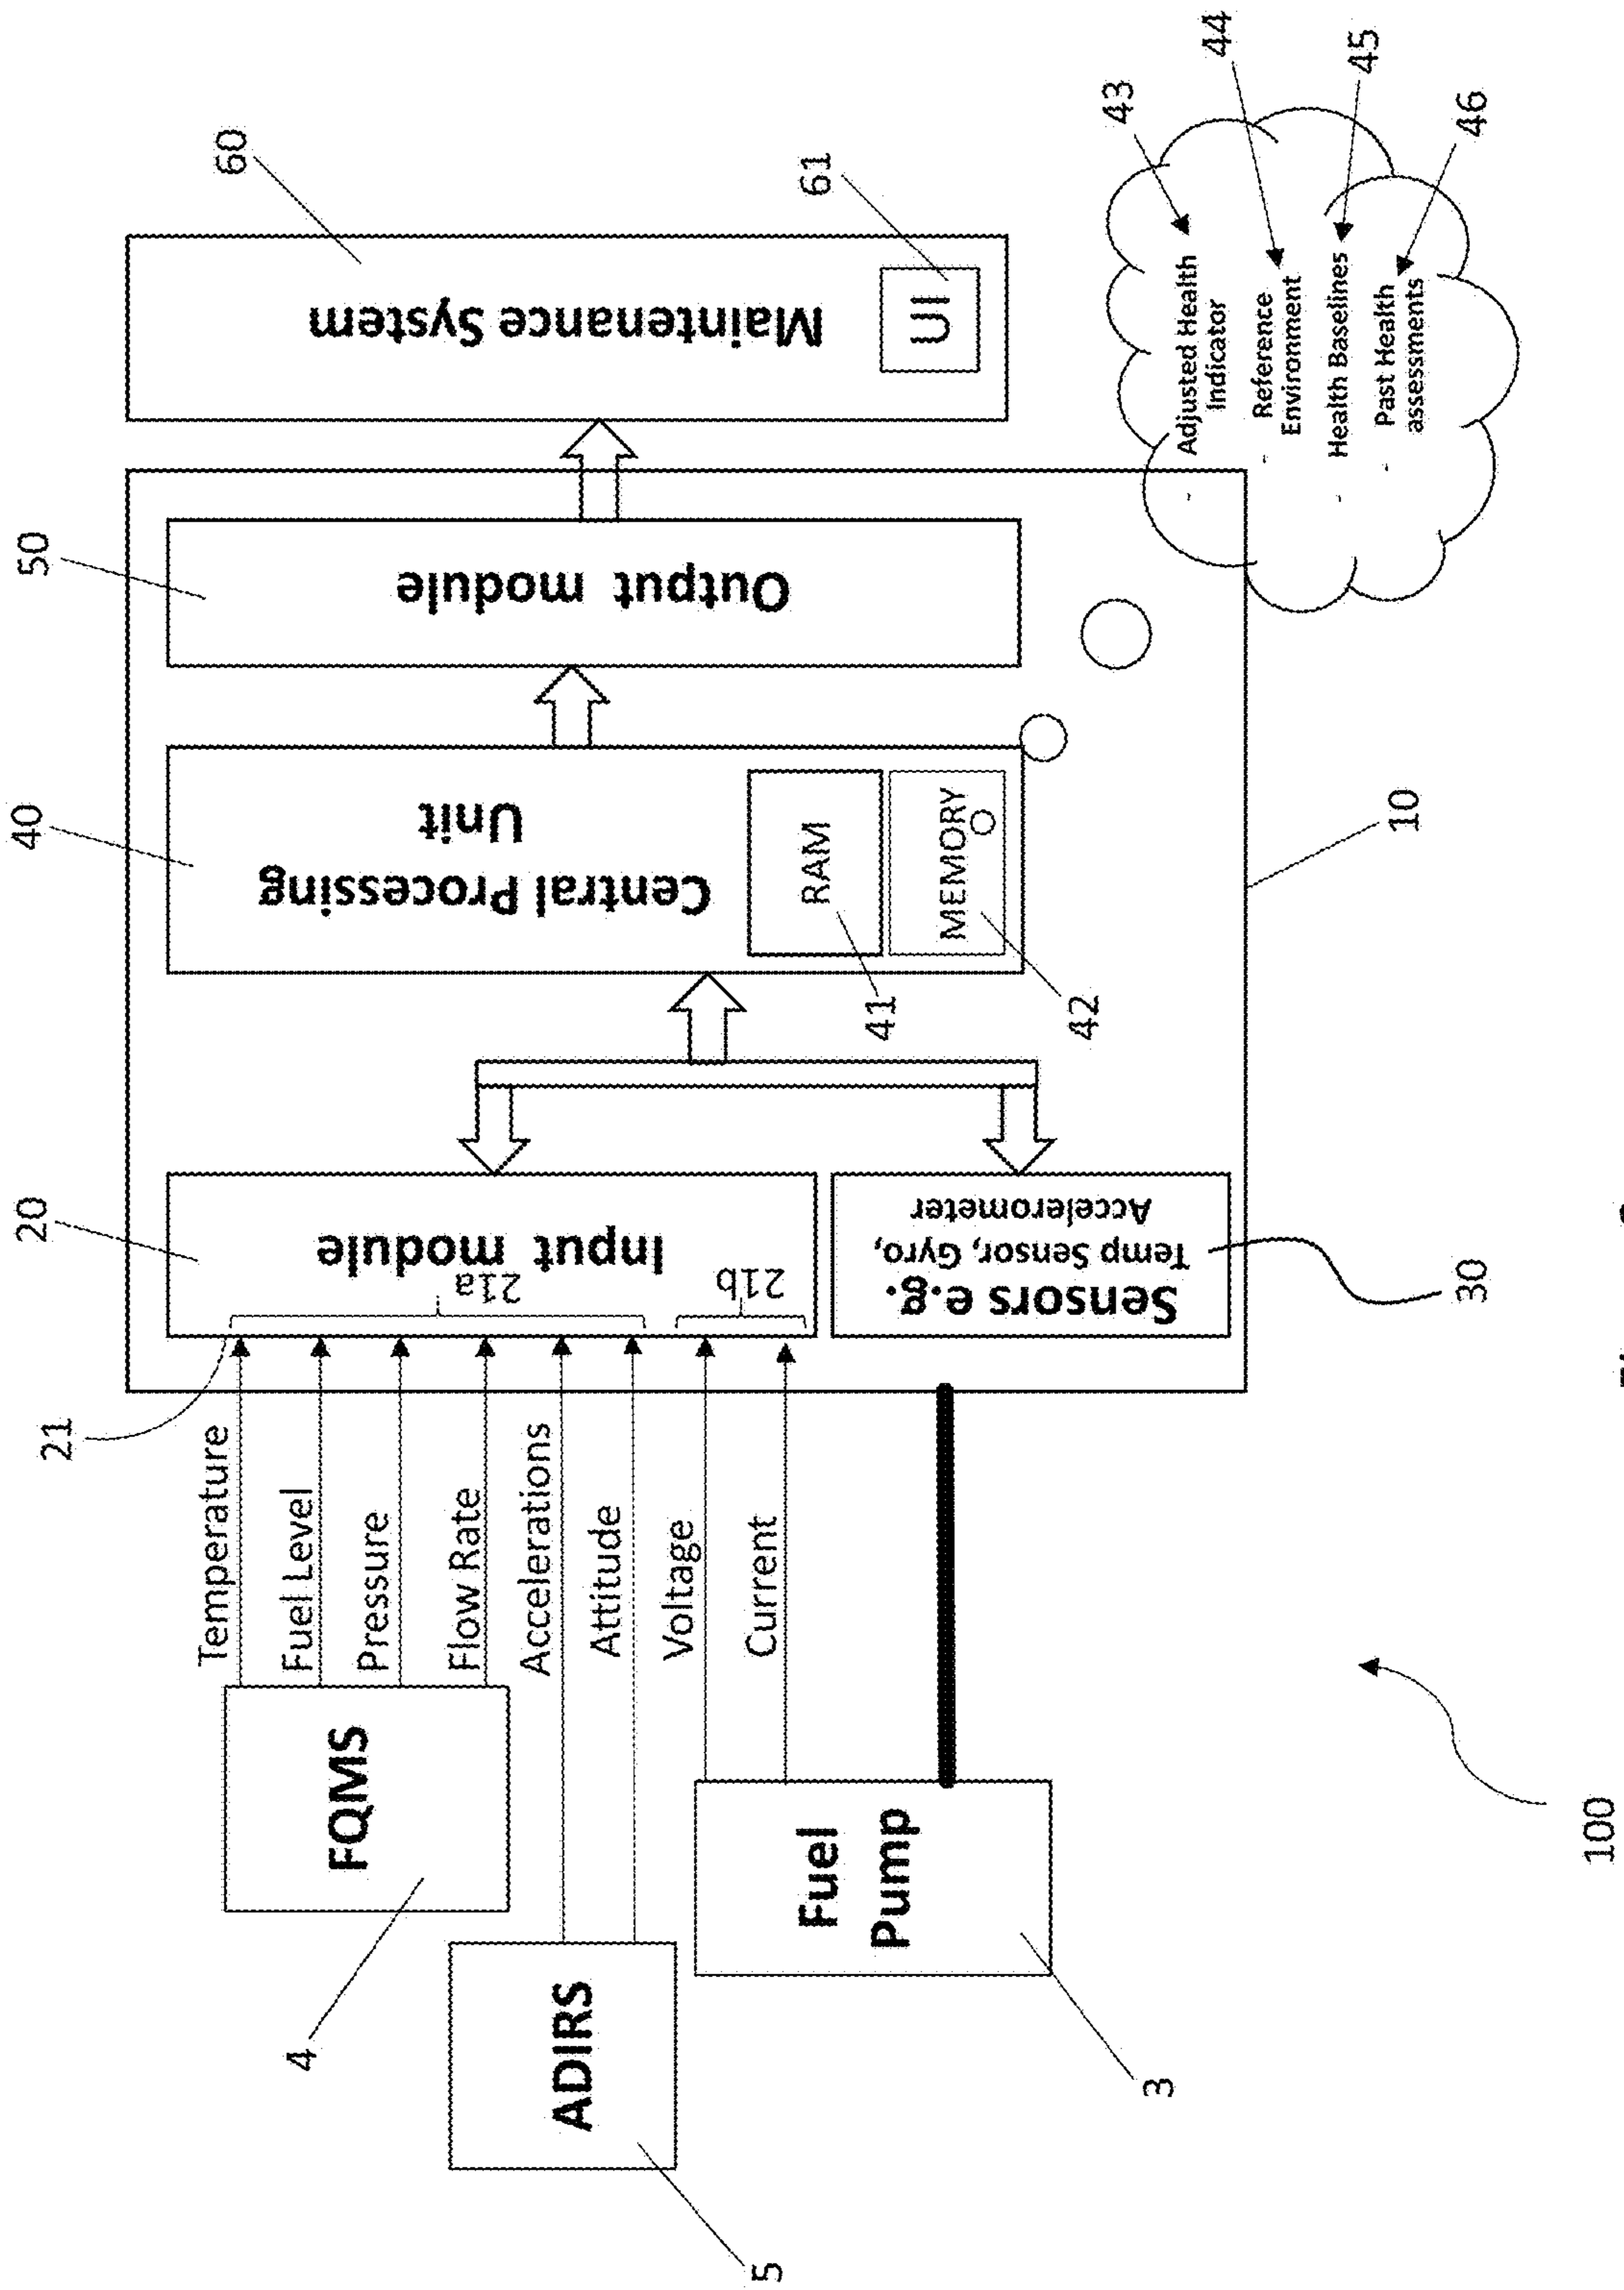 FQMS
4
ADIRS
5
Fuel
Pump
3
Temperature
Fuel Level
Pressure
Flow Rate
Accelerations
Attitude
Voltage
Current
21
20
Input module
21a
21b
Sensors e.g.
Temp Sensor, Gyro,
Accelerometer
30
40
Central Processing
Unit
RAM
41
MEMORY
42
50
Output module
10
60
Maintenance System
UI
61
Adjusted Health
Indicator
43
Reference
Environment
44
Health Baselines
45
Past Health
assessments
46
100